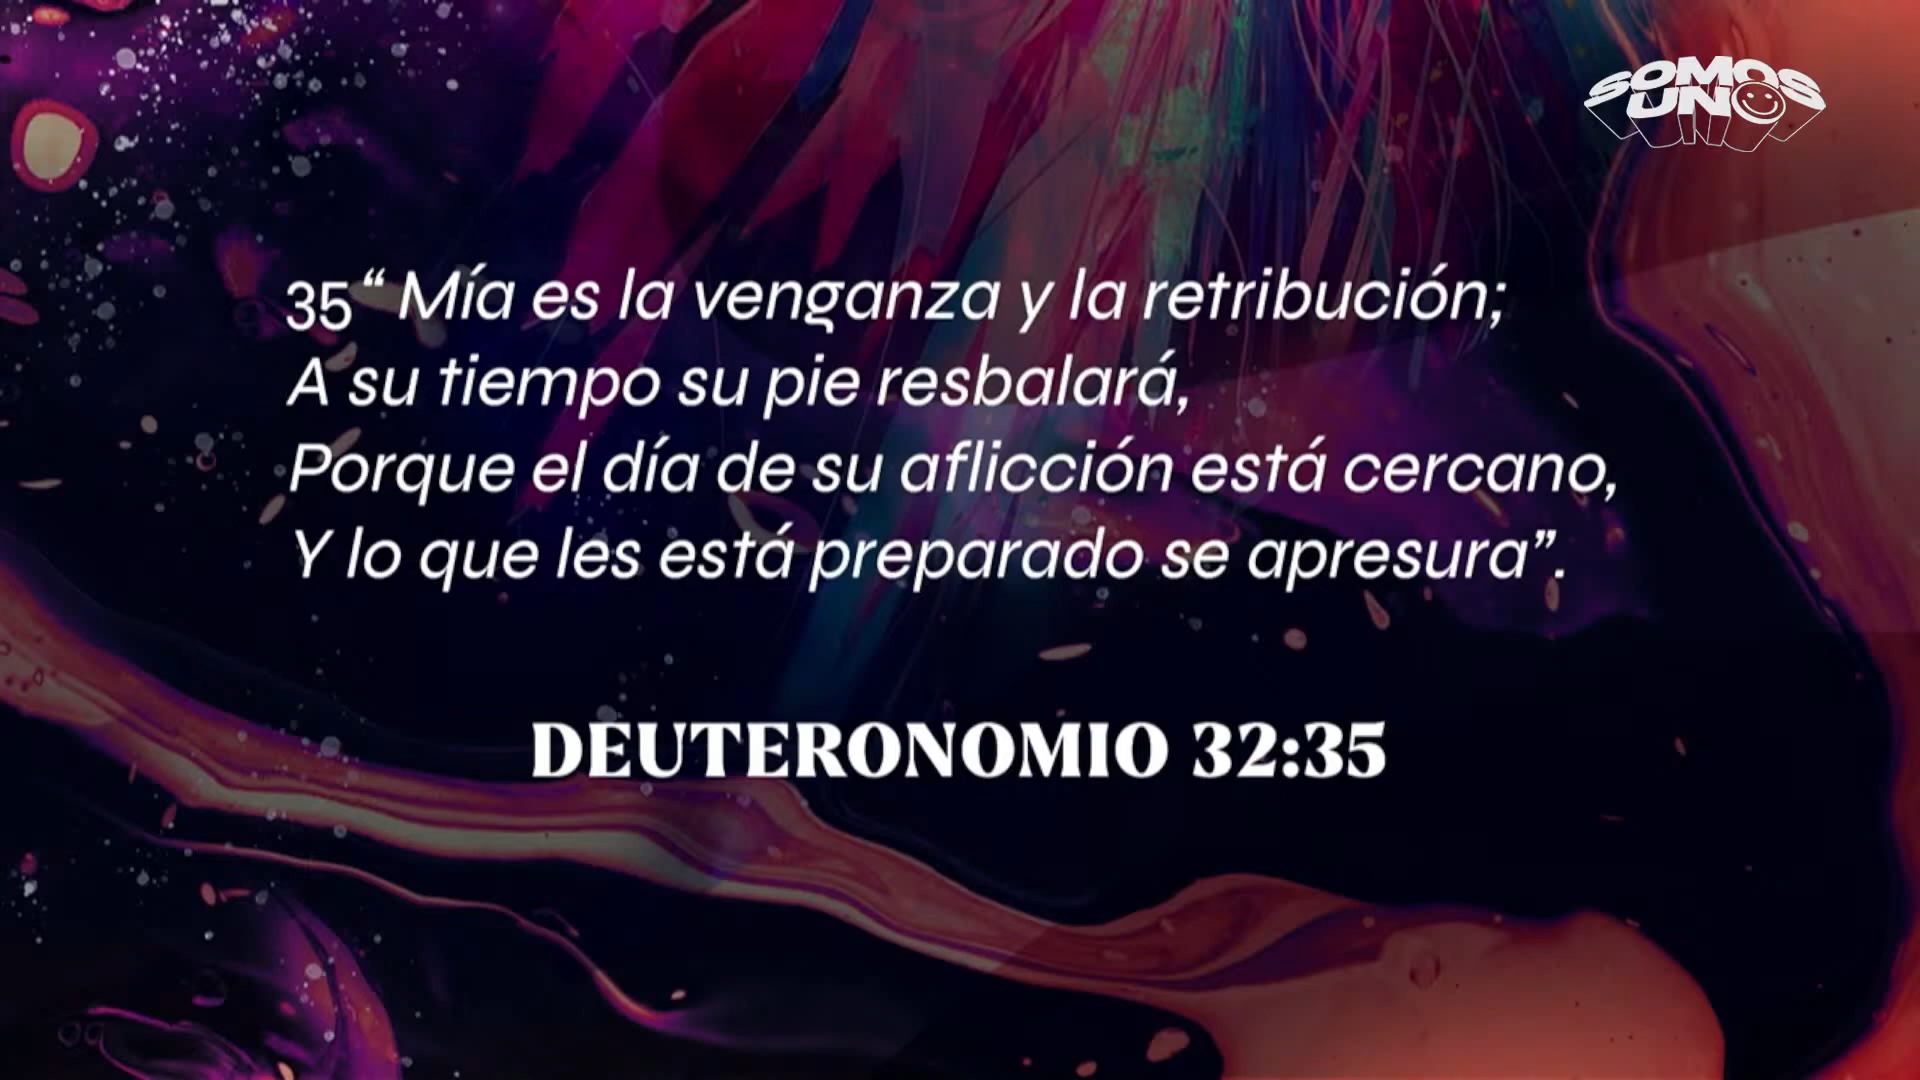 SOMOS
UNO
35 “ Mía es la venganza y la retribución;
A su tiempo su pie resbalará,
Porque el día de su aflicción está cercano,
Y lo que les está preparado se apresura”.
DEUTERONOMIO 32:35